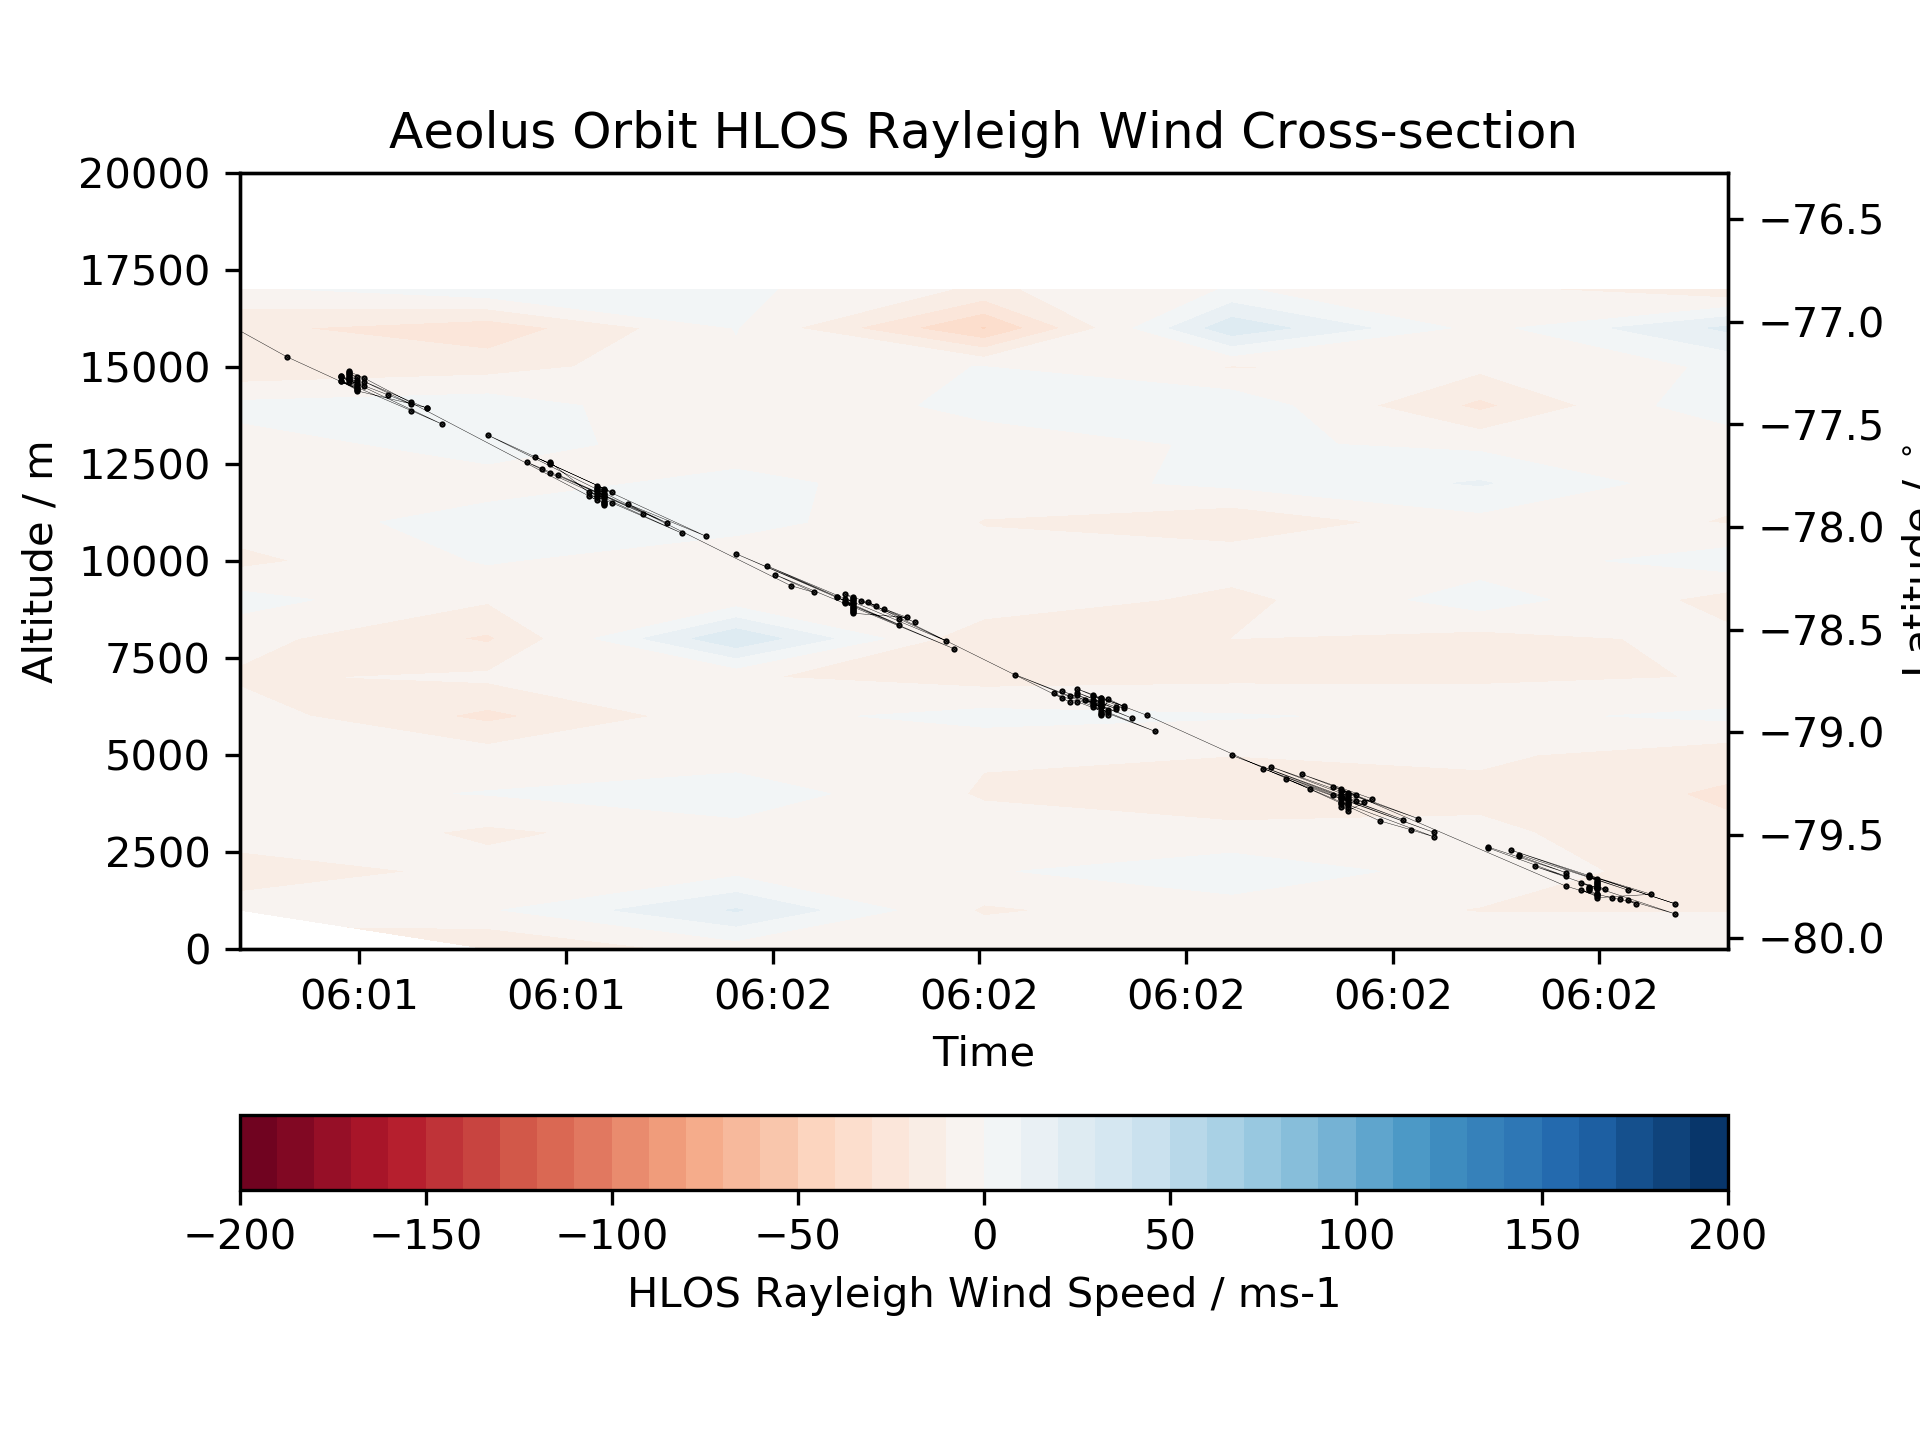 Aeolus Orbit HLOS Rayleigh Wind Cross-section
20000
17500
15000
12500
10000
7500
5000
2500
0
Altitude / m
−76.5
−77.0
−77.5
−78.0
−78.5
−79.0
−79.5
−80.0
Latitude / °
06:01 06:01 06:02 06:02 06:02 06:02 06:02
Time
−200 −150 −100 −50 0 50 100 150 200
HLOS Rayleigh Wind Speed / ms-1